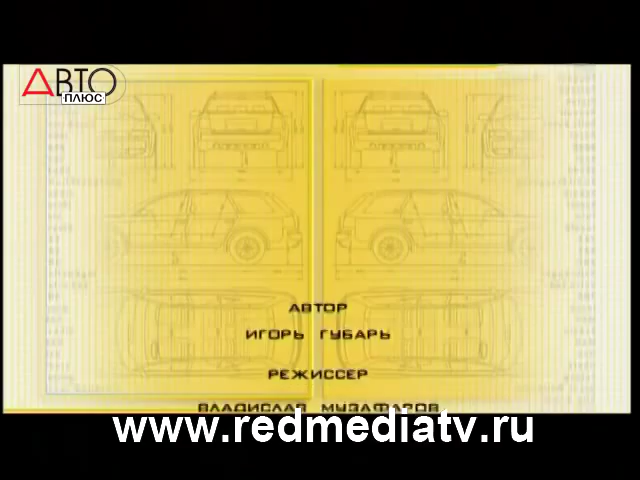 АВТО
ПЛЮС
АВТОР
ИГОРЬ ГУБАРЬ
РЕЖИССЕР
ВЛАДИСЛАВ МУЗАФАРОВ
www.redmediatv.ru